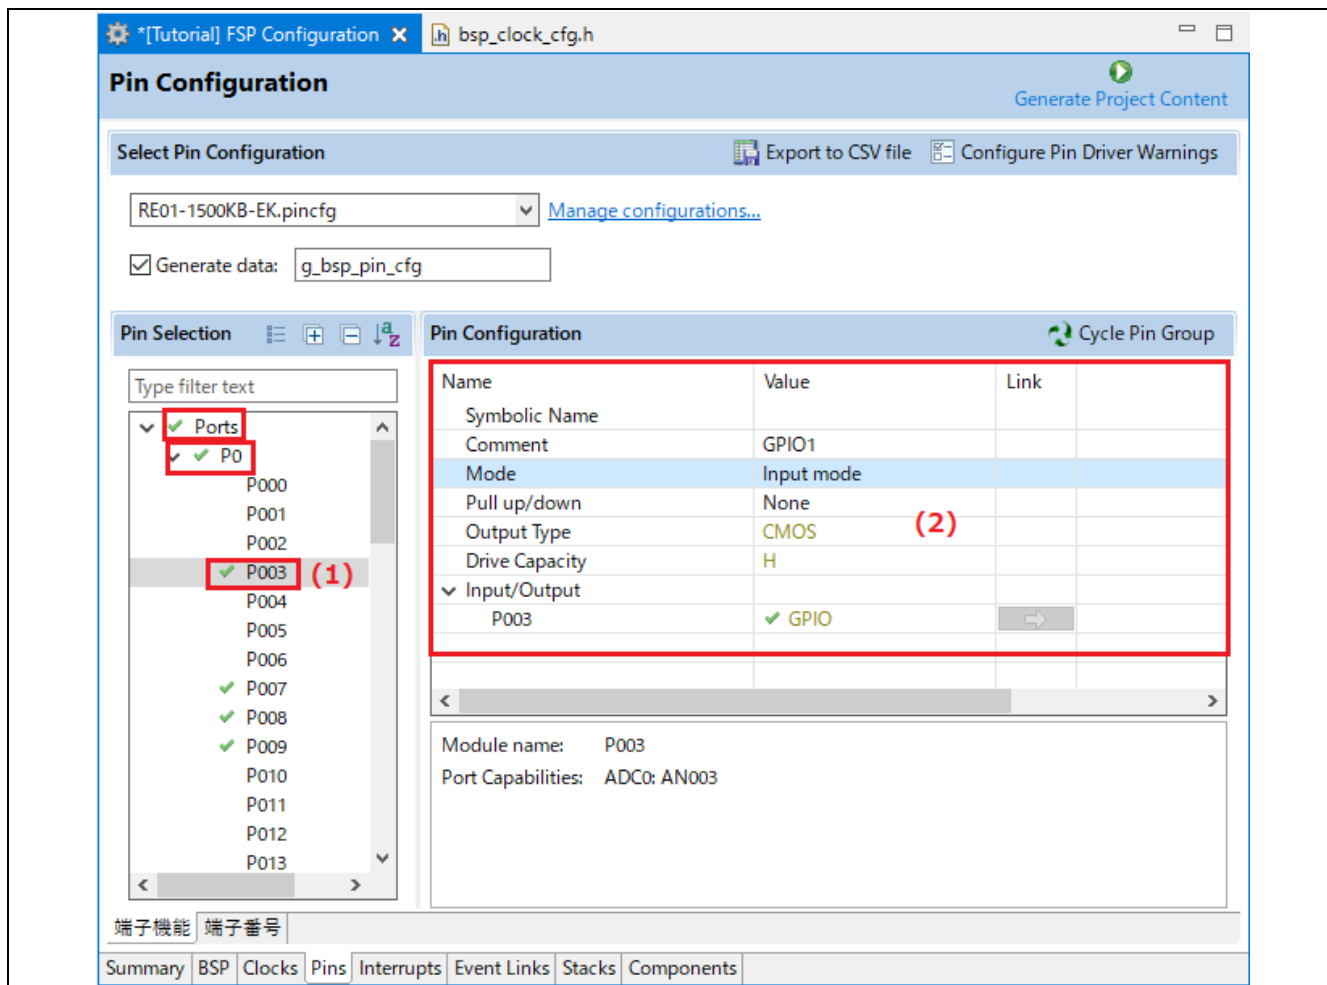 *[Tutorial] FSP Configuration
bsp_clock_cfg.h
Pin Configuration
Generate Project Content
Select Pin Configuration
Export to CSV file
Configure Pin Driver Warnings
RE01-1500KB-EK.pincfg
Manage configurations...
Generate data:
g_bsp_pin_cfg
Pin Selection
Type filter text
Ports
P0
P000
P001
P002
P003 (1)
P004
P005
P006
P007
P008
P009
P010
P011
P012
P013
Pin Configuration
Cycle Pin Group
Name Value Link
Symbolic Name
Comment GPIO1
Mode Input mode
Pull up/down None
Output Type CMOS
(2)
Drive Capacity H
Input/Output
P003 GPIO
Module name: P003
Port Capabilities: ADC0: AN003
端子機能 端子番号
Summary BSP Clocks Pins Interrupts Event Links Stacks Components